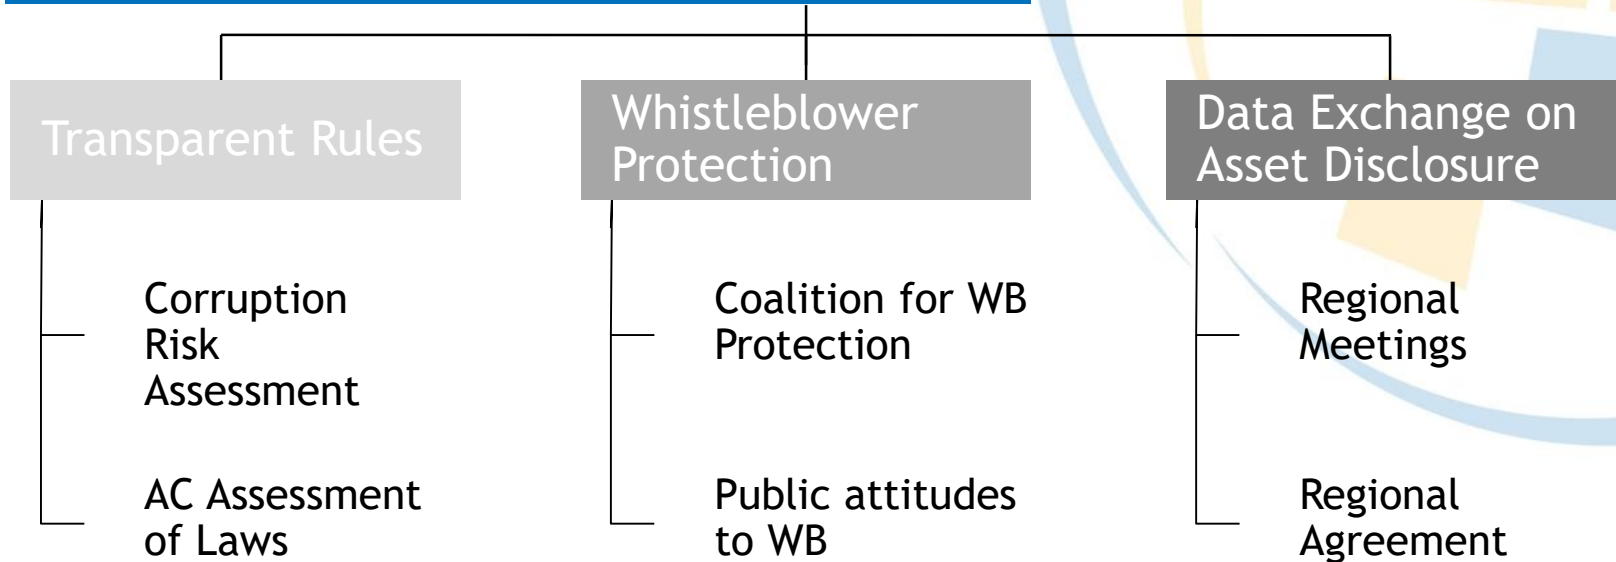 Transparent Rules
Whistleblower
Protection
Data Exchange on
Asset Disclosure
Corruption
Risk
Assessment
Coalition for WB
Protection
Regional
Meetings
AC Assessment
of Laws
Public attitudes
to WB
Regional
Agreement